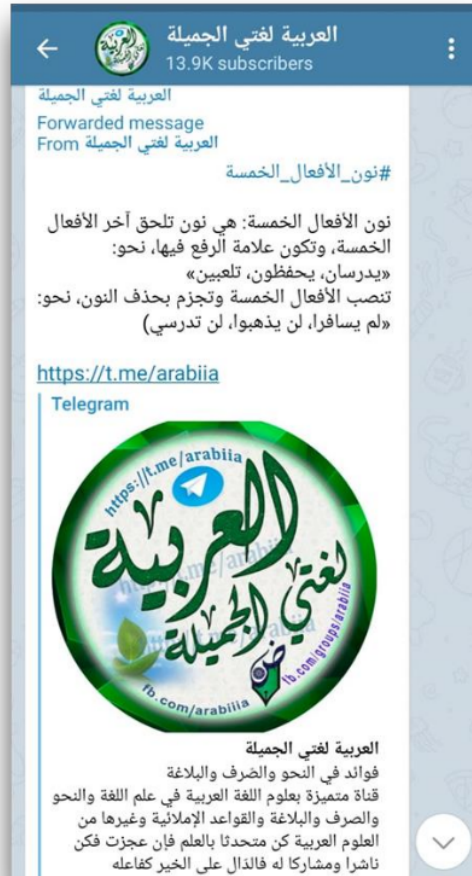 العربية لغتي الجميلة
13.9K subscribers
العربية لغتي الجميلة
Forwarded message
From العربية لغتي الجميلة
#نون_الأفعال_الخمسة
نون الأفعال الخمسة: هي نون تلحق آخر الأفعال
الخمسة، وتكون علامة الرفع فيها، نحو:
«يدرسان، يحفظون، تلعبين»
تنصب الأفعال الخمسة وتجزم بحذف النون، نحو:
«لم يسافرا، لن يذهبوا، لن تدرسي)
https://t.me/arabiia
Telegram
https://t.me/arabiia
العربية
لغتي الجميلة
ض
fb.com/arabiiia
fb.com/groups/arabiia
العربية لغتي الجميلة
فوائد في النحو والصَرف والبلاغة
قناة متميزة بعلوم اللغة العربية في علم اللغة والنحو
والصرف والبلاغة والقواعد الإملائية وغيرها من
العلوم العربية كن متحدثا بالعلم فإن عجزت فكن
ناشرا ومشاركا له فالدَال على الخير كفاعله